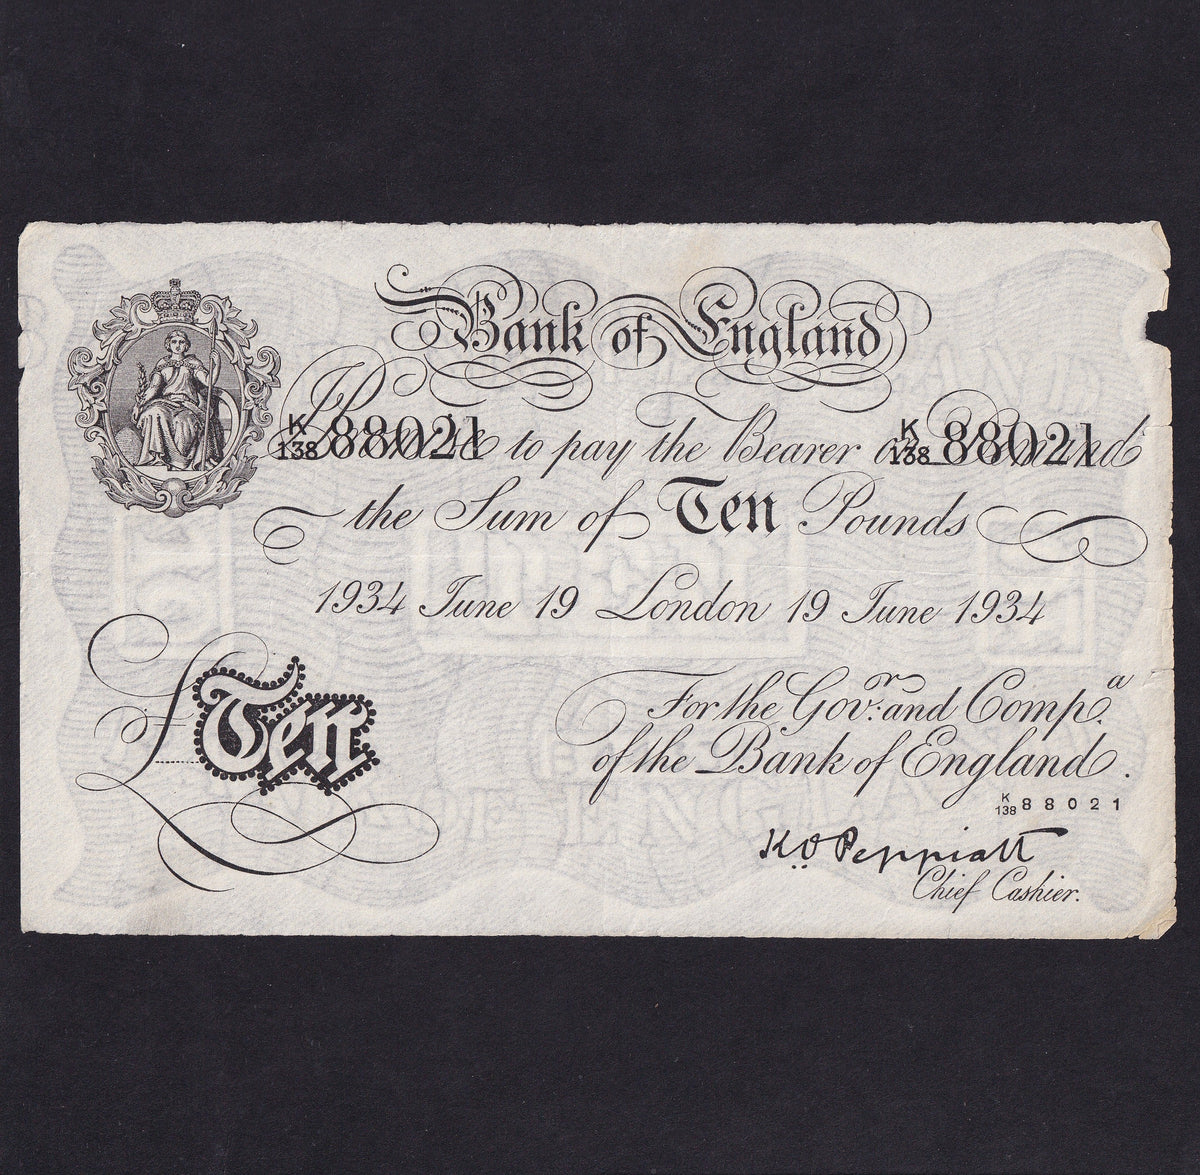 Bank of England
K
138 88021 I Promise to pay the Bearer on Demand K
138 88021
the Sum of Ten Pounds
1934 June 19 London 19 June 1934
For the Govr. and Compa.
of the Bank of England.
£Ten
K
138 88021
K O Peppiatt
Chief Cashier.